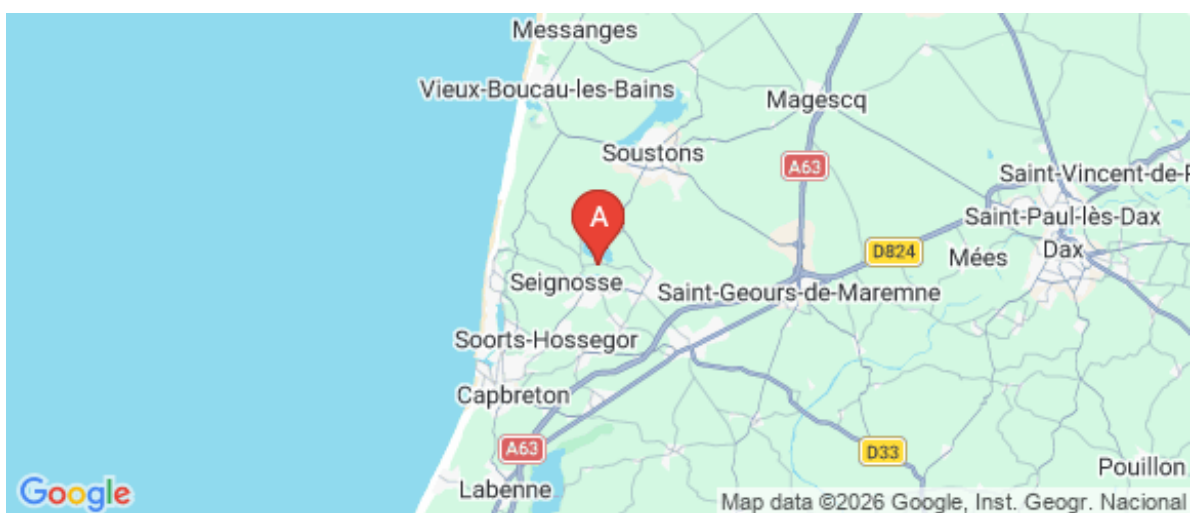 Messanges
Vieux-Boucau-les-Bains
Magescq
Soustons
A63
Saint-Vincent-de-P
A
Saint-Paul-lès-Dax
D824
Mées
Dax
Seignosse
Saint-Geours-de-Maremne
Soorts-Hossegor
Capbreton
A63
D33
Pouillon
Labenne
Google
Map data ©2026 Google, Inst. Geogr. Nacional